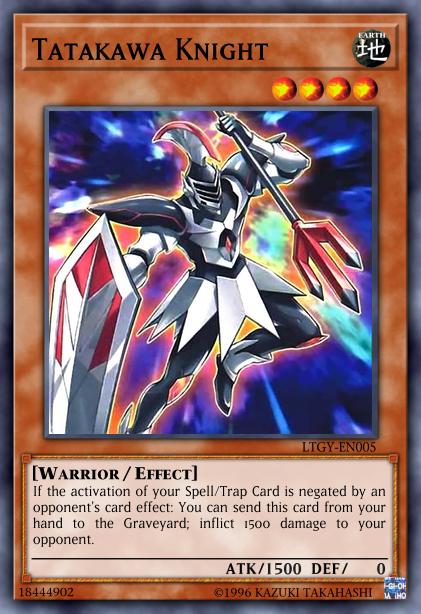 TATAKAWA KNIGHT
EARTH
地
LTGY-EN005
[WARRIOR / EFFECT]
If the activation of your Spell/Trap Card is negated by an
opponent's card effect: You can send this card from your
hand to the Graveyard; inflict 1500 damage to your
opponent.
ATK/1500 DEF/ 0
18444902
©1996 KAZUKI TAKAHASHI